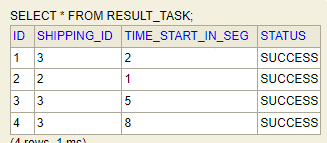 SELECT * FROM RESULT_TASK;
ID SHIPPING_ID TIME_START_IN_SEG STATUS
1 3 2 SUCCESS
2 2 1 SUCCESS
3 3 5 SUCCESS
4 3 8 SUCCESS
(4 rows, 1 ms)